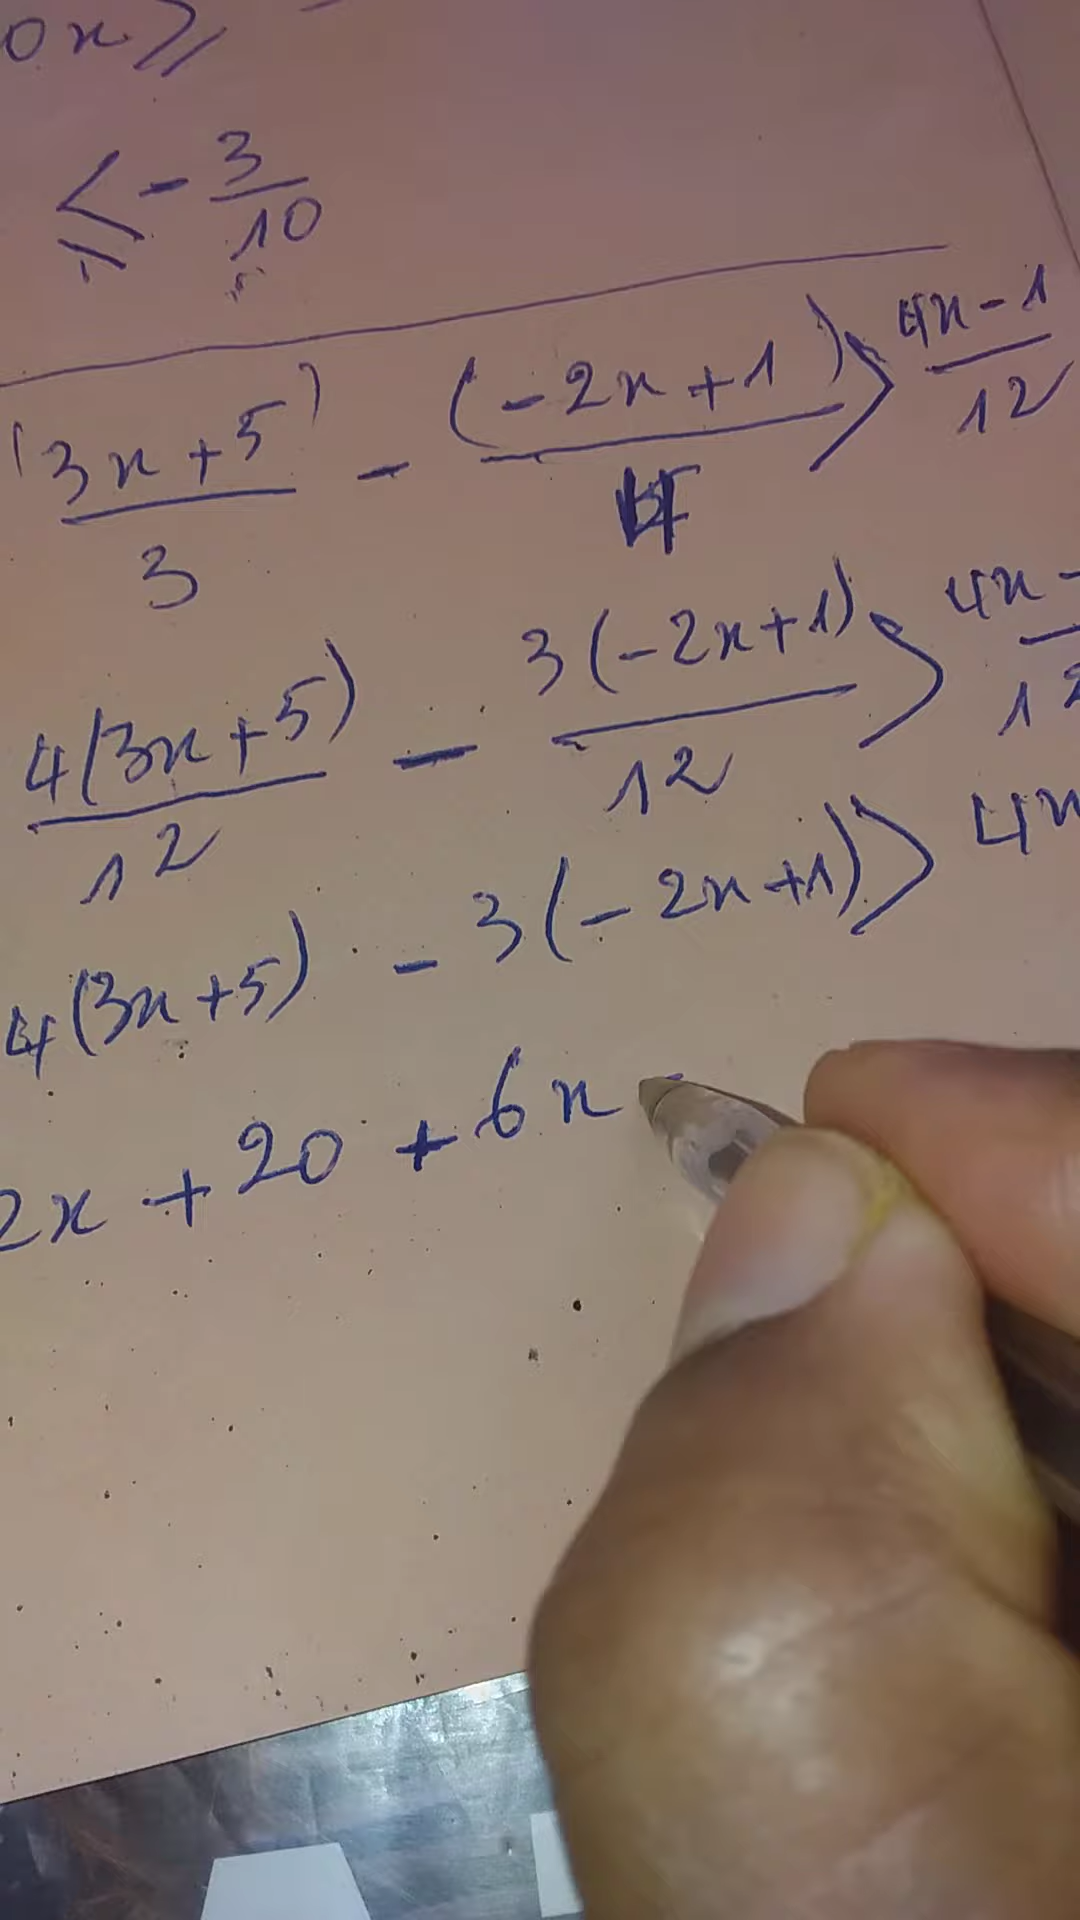 0x ⩾
⩽ - 3/10
(3x+5)/3 - (-2x+1)/4 > 4x-1/12
4(3x+5)/12 - 3(-2x+1)/12 > 4x-/12
4(3x+5) - 3(-2x+1) > 4x
2x + 20 + 6x -